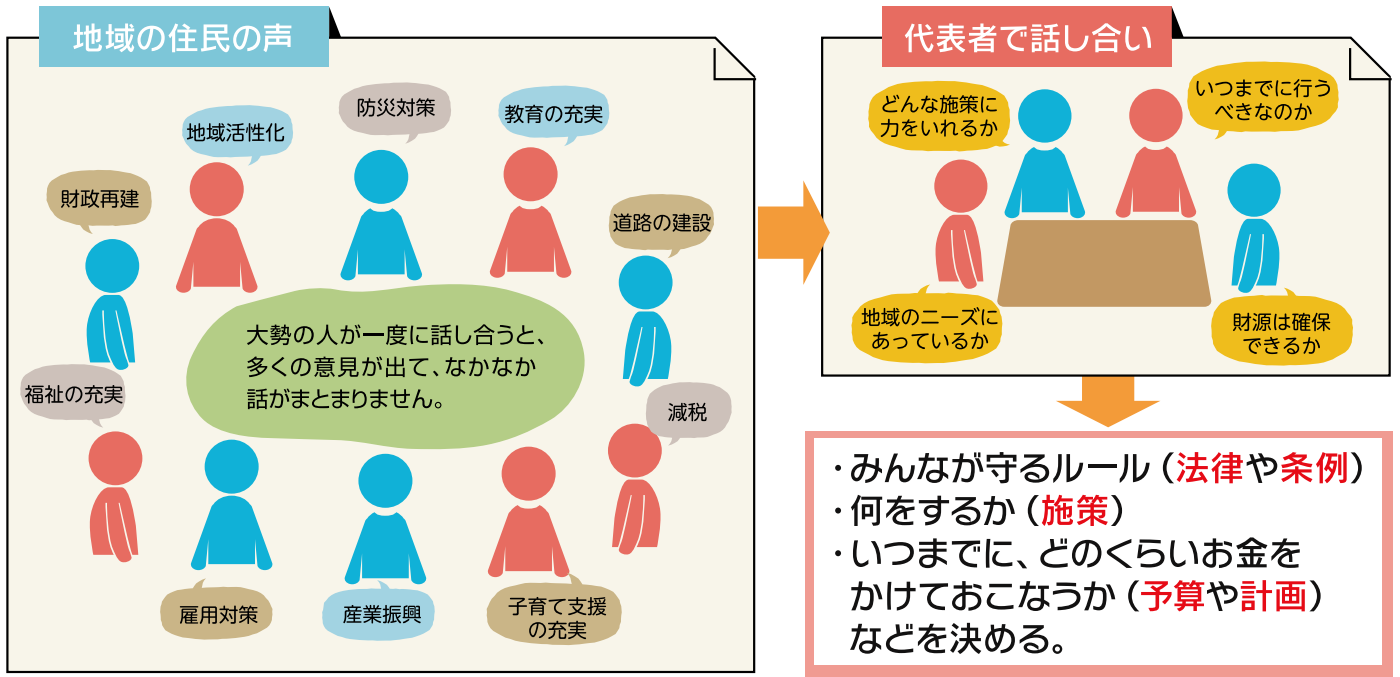 地域の住民の声
地域活性化
防災対策
教育の充実
財政再建
道路の建設
大勢の人が一度に話し合うと、
多くの意見が出て、なかなか
話がまとまりません。
福祉の充実
減税
雇用対策
産業振興
子育て支援
の充実
代表者で話し合い
どんな施策に
力をいれるか
いつまでに行う
べきなのか
地域のニーズに
あっているか
財源は確保
できるか
・みんなが守るルール（法律や条例）
・何をするか（施策）
・いつまでに、どのくらいお金を
かけておこなうか（予算や計画）
などを決める。